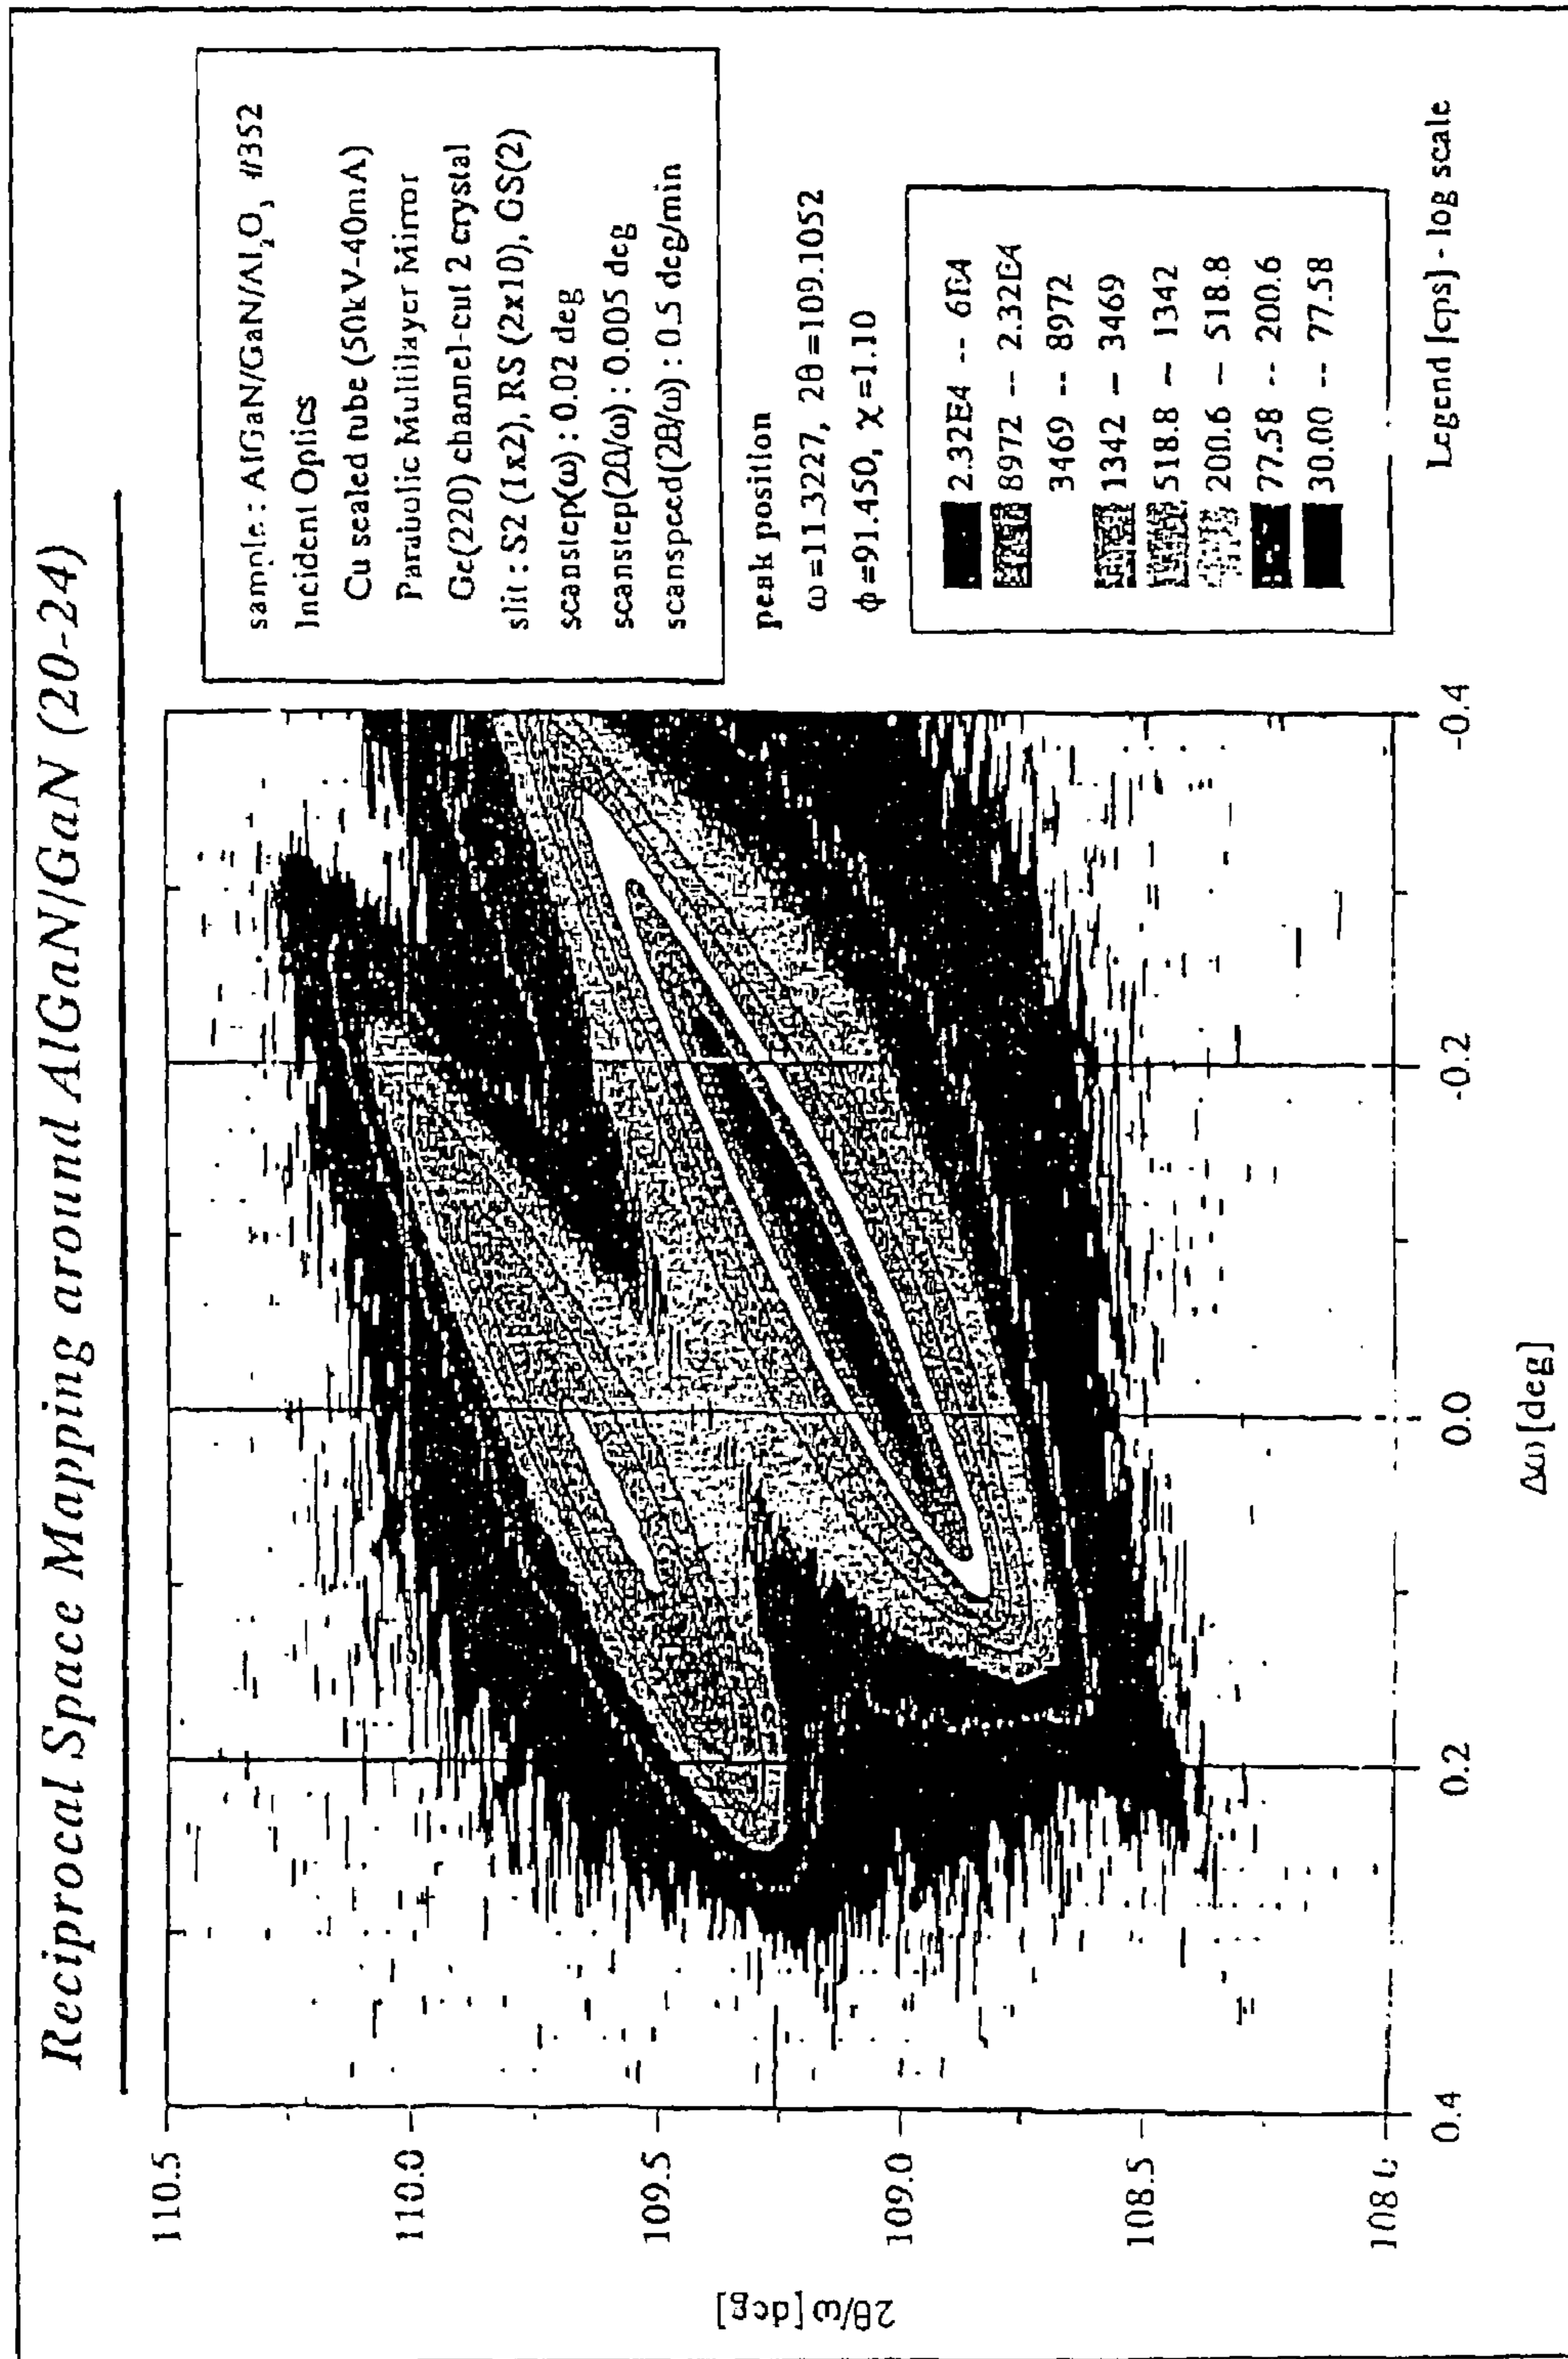 Reciprocal Space Mapping around AlGaN/GaN (20-24)
sample : AlGaN/GaN/Al₂O₃ #352
Incident Optics
Cu sealed tube (50kV-40mA)
Parabolic Multilayer Mirror
Ge(220) channel-cut 2 crystal
slit : S2 (1x2), RS (2x10), GS(2)
scanstep(ω) : 0.02 deg
scanstep(2θ/ω) : 0.005 deg
scanspeed(2θ/ω) : 0.5 deg/min
peak position
ω=11.3227, 2θ=109.1052
ϕ=91.450, χ=1.10
2.32E4 -- 6E4
8972 -- 2.32E4
3469 -- 8972
1342 -- 3469
518.8 -- 1342
200.6 -- 518.8
77.58 -- 200.6
30.00 -- 77.58
Legend [cps] - log scale
2θ/ω [deg]
110.5
110.0
109.5
109.0
108.5
108.0
0.4
0.2
0.0
-0.2
-0.4
Δω [deg]